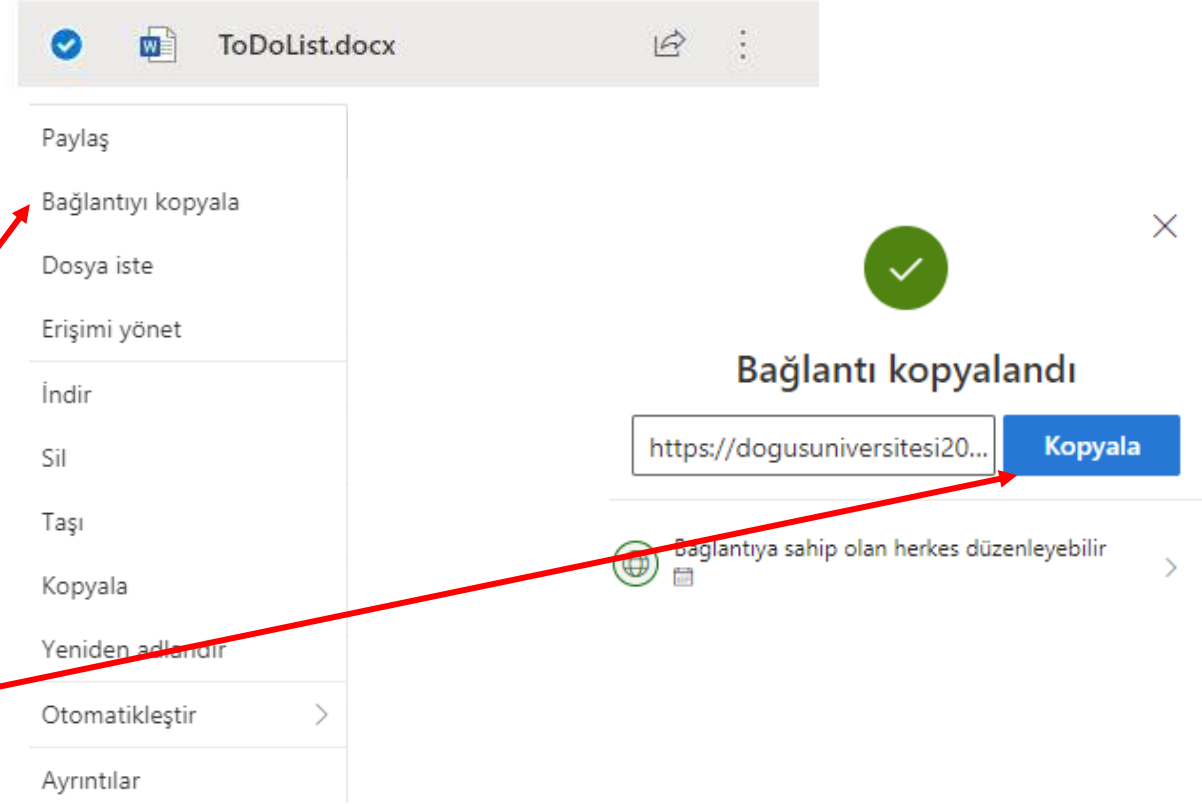 ToDoList.docx
Paylaş
Bağlantıyı kopyala
Dosya iste
Erişimi yönet
İndir
Sil
Taşı
Kopyala
Yeniden adlandır
Otomatikleştir
Ayrıntılar
Bağlantı kopyalandı
https://dogusuniversitesi20...
Kopyala
Bağlantıya sahip olan herkes düzenleyebilir